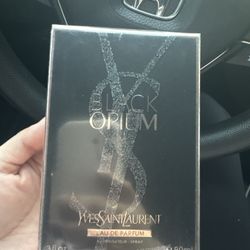 BLACK
OPIUM
YVESSAINTLAURENT
EAU DE PARFUM